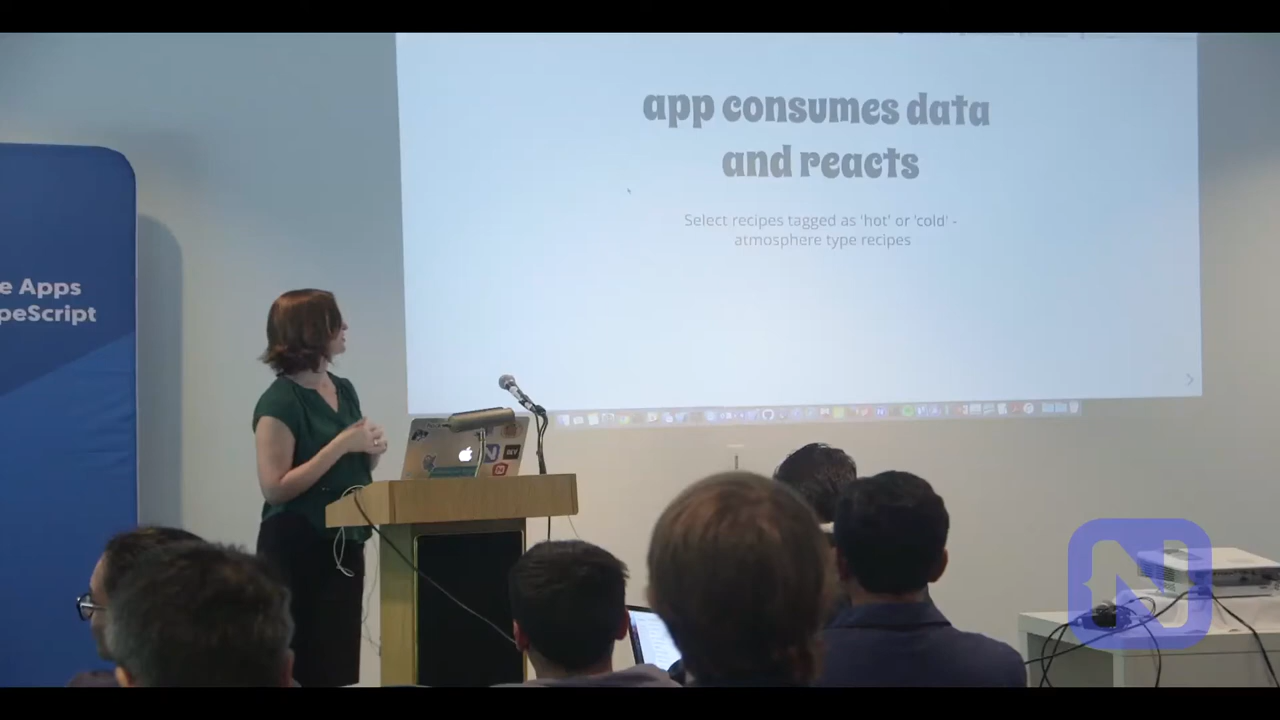 app consumes data
and reacts
Select recipes tagged as 'hot' or 'cold' -
atmosphere type recipes
e Apps
peScript
N